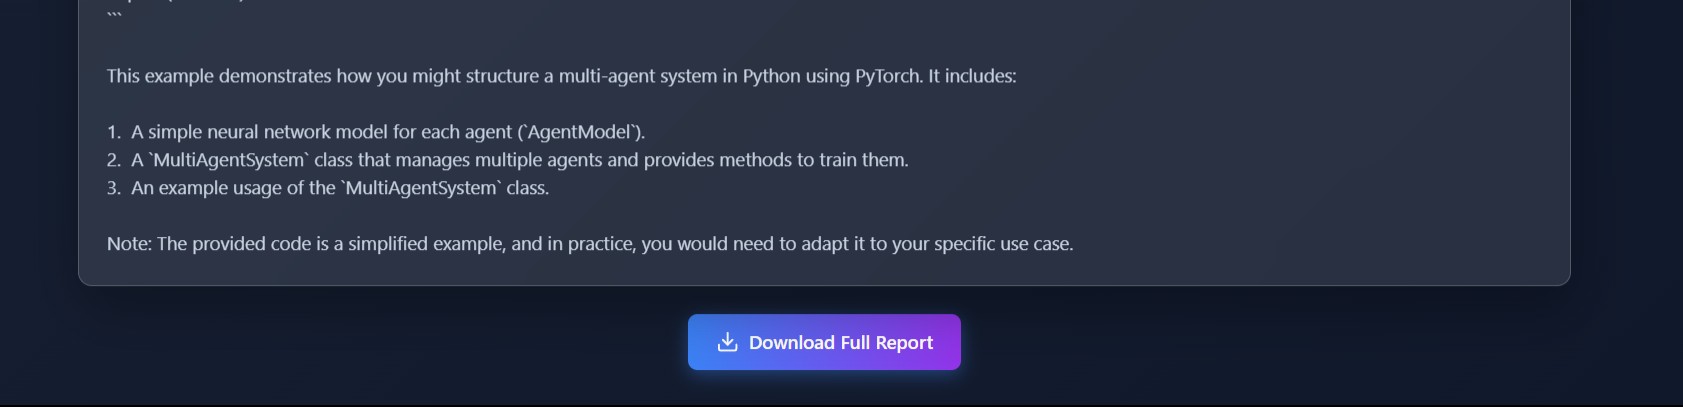 ```
This example demonstrates how you might structure a multi-agent system in Python using PyTorch. It includes:
1. A simple neural network model for each agent (`AgentModel`).
2. A `MultiAgentSystem` class that manages multiple agents and provides methods to train them.
3. An example usage of the `MultiAgentSystem` class.
Note: The provided code is a simplified example, and in practice, you would need to adapt it to your specific use case.
Download Full Report